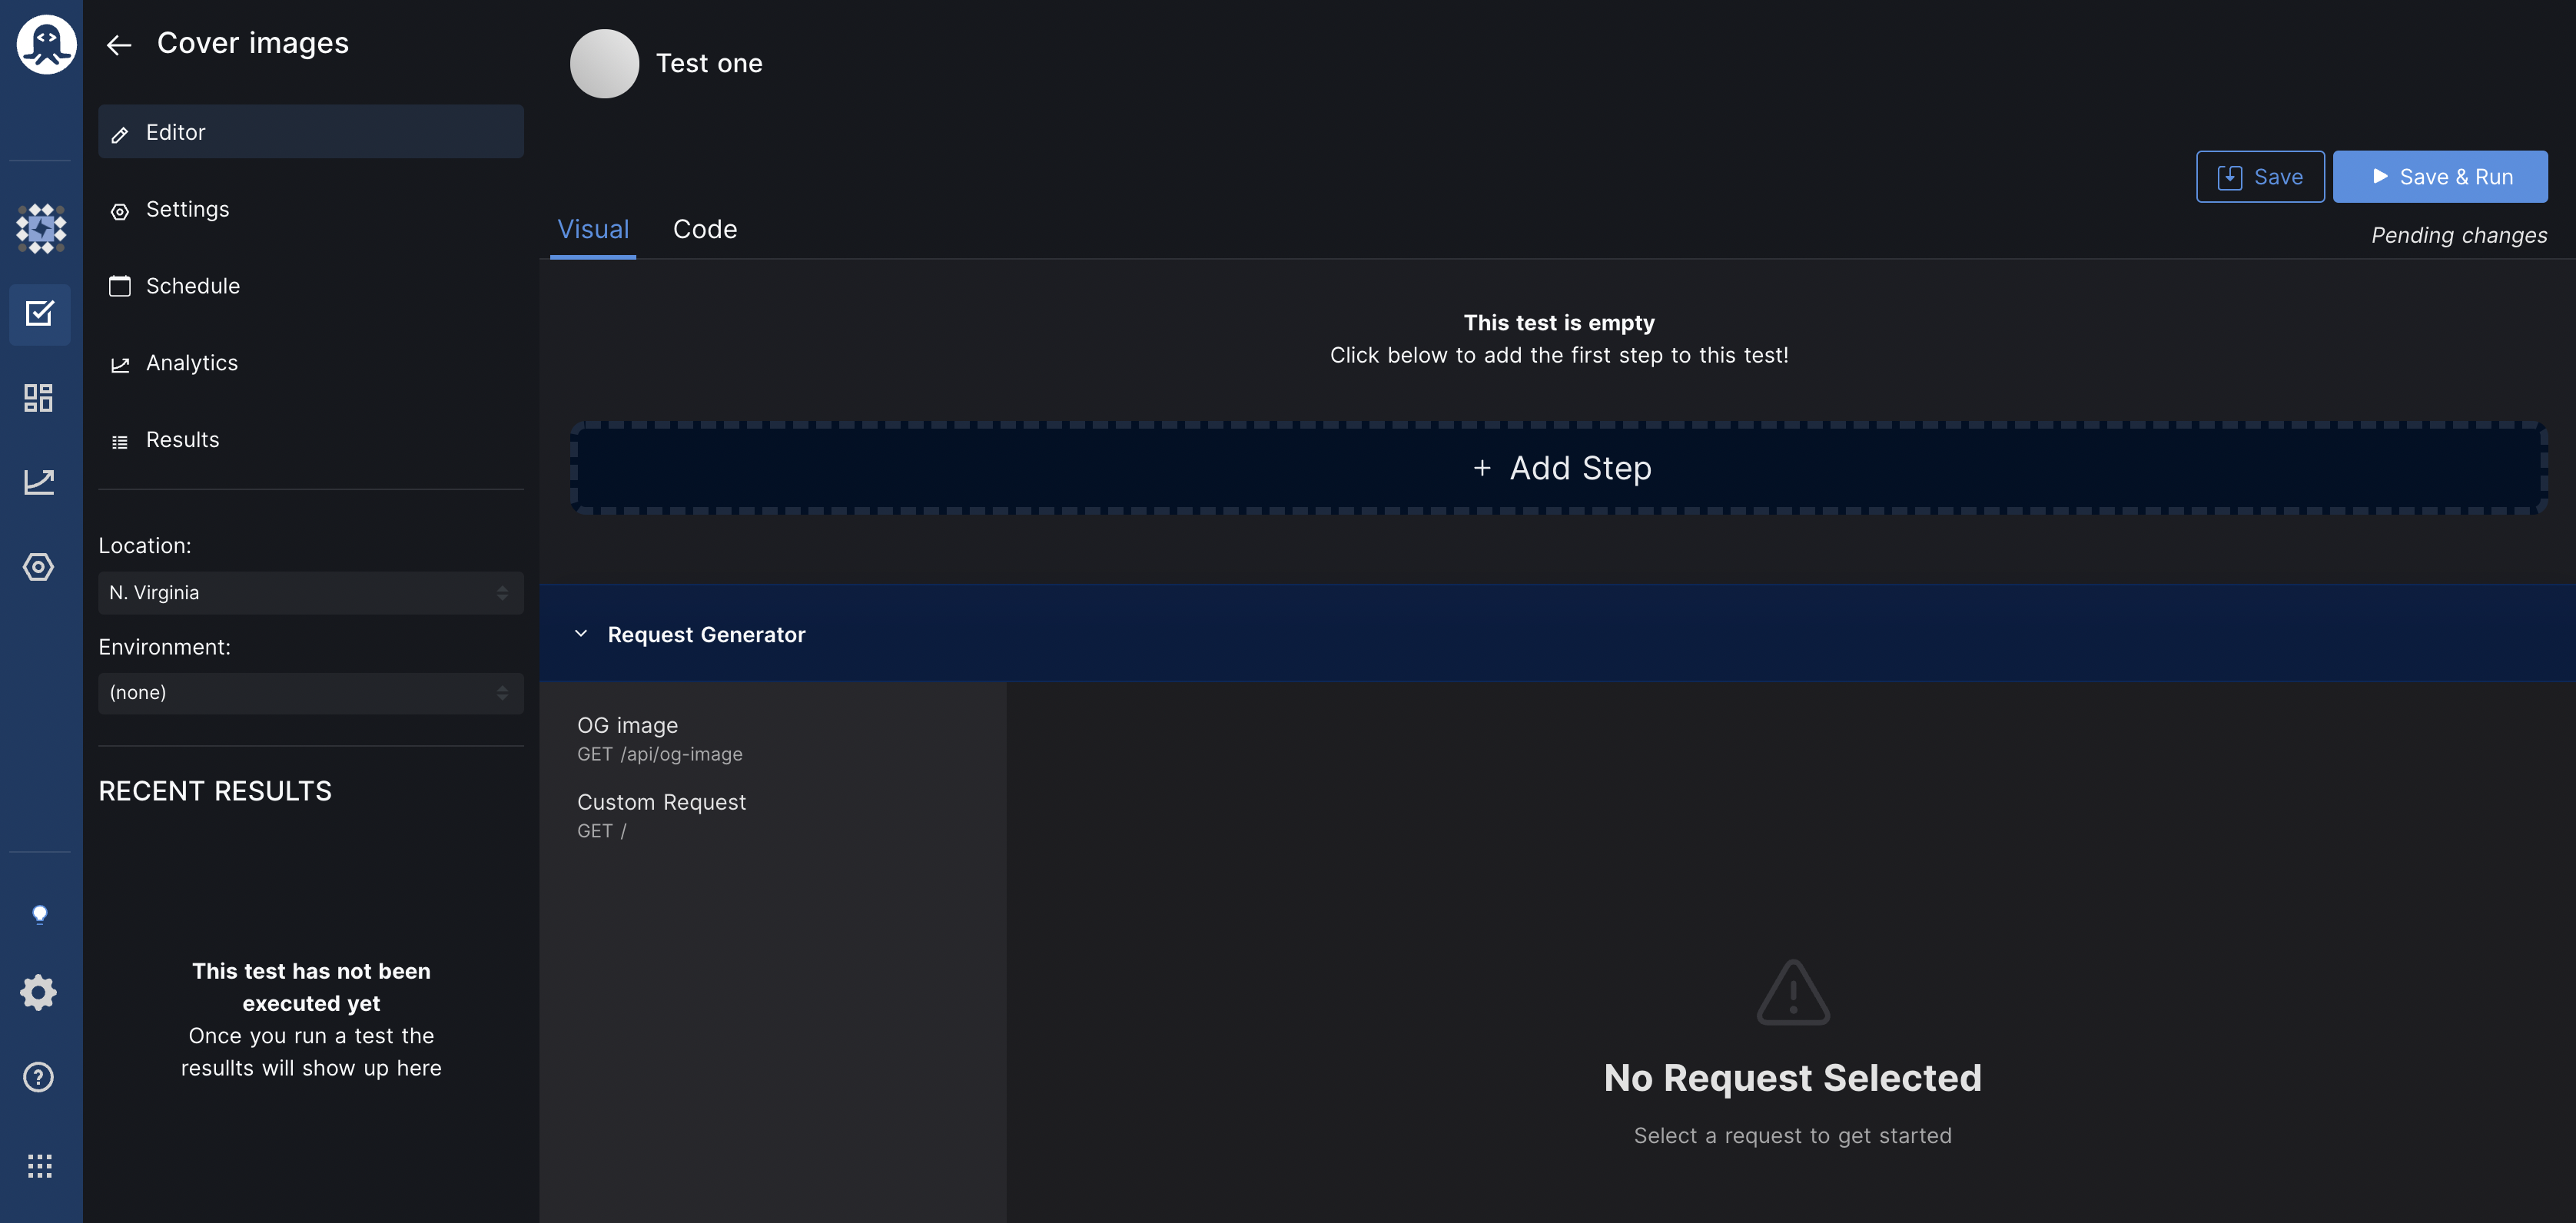 Cover images
Editor
Settings
Schedule
Analytics
Results
Location:
N. Virginia
Environment:
(none)
RECENT RESULTS
This test has not been
executed yet
Once you run a test the
resullts will show up here
Test one
Save
Save & Run
Visual
Code
Pending changes
This test is empty
Click below to add the first step to this test!
+ Add Step
Request Generator
OG image
GET /api/og-image
Custom Request
GET /
No Request Selected
Select a request to get started